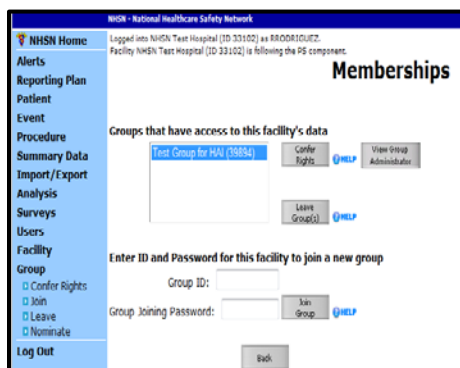 NHSN - National Healthcare Safety Network
NHSN Home
Logged into NHSN Test Hospital (ID 33102) as RRODRIGUEZ.
Facility NHSN Test Hospital (ID 33102) is following the PS component.
Memberships
Alerts
Reporting Plan
Patient
Event
Procedure
Summary Data
Import/Export
Analysis
Surveys
Users
Facility
Group
Confer Rights
Join
Leave
Nominate
Log Out
Groups that have access to this facility's data
Test Group for HAI (39894)
Confer Rights
HELP
View Group Administrator
Leave Group(s)
HELP
Enter ID and Password for this facility to join a new group
Group ID:
Group Joining Password:
Join Group
HELP
Back